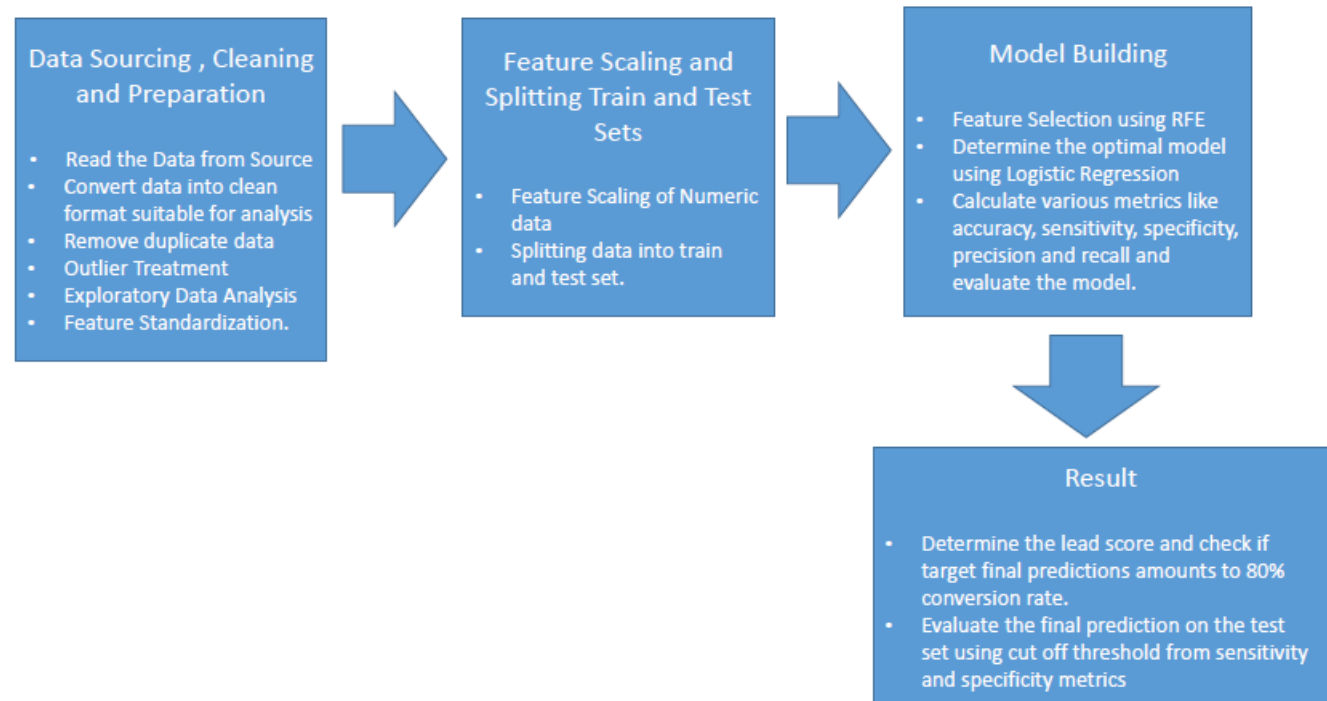 Data Sourcing , Cleaning
and Preparation
• Read the Data from Source
• Convert data into clean
format suitable for analysis
• Remove duplicate data
• Outlier Treatment
• Exploratory Data Analysis
• Feature Standardization.
Feature Scaling and
Splitting Train and Test
Sets
• Feature Scaling of Numeric
data
• Splitting data into train
and test set.
Model Building
• Feature Selection using RFE
• Determine the optimal model
using Logistic Regression
• Calculate various metrics like
accuracy, sensitivity, specificity,
precision and recall and
evaluate the model.
Result
• Determine the lead score and check if
target final predictions amounts to 80%
conversion rate.
• Evaluate the final prediction on the test
set using cut off threshold from sensitivity
and specificity metrics